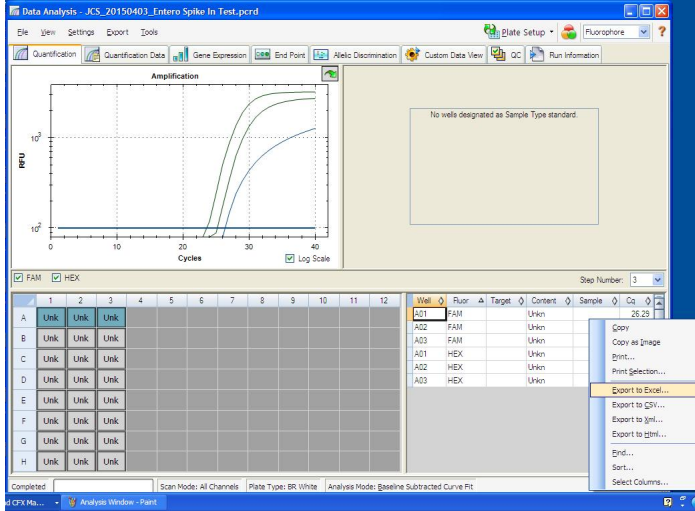 Data Analysis - JCS_20150403_Entero Spike In Test.pcrd
File View Settings Export Tools Plate Setup Fluorophore ?
Quantification Quantification Data Gene Expression End Point Allelic Discrimination Custom Data View QC Run Information
Amplification
No wells designated as Sample Type standard.
10³
RFU
10²
0 10 20 30 40
Cycles
Log Scale
FAM HEX Step Number: 3
1 2 3 4 5 6 7 8 9 10 11 12
A Unk Unk Unk
B Unk Unk Unk
C Unk Unk Unk
D Unk Unk Unk
E Unk Unk Unk
F Unk Unk Unk
G Unk Unk Unk
H Unk Unk Unk
Well Fluor Target Content Sample Cq
A01 FAM Unkn 26.29
A02 FAM Unkn
A03 FAM Unkn
A01 HEX Unkn
A02 HEX Unkn
A03 HEX Unkn
Copy
Copy as Image
Print...
Print Selection...
Export to Excel...
Export to CSV...
Export to Xml...
Export to Html...
Find...
Sort...
Select Columns...
Completed Scan Mode: All Channels Plate Type: BR White Analysis Mode: Baseline Subtracted Curve Fit
d CFX Ma... Analysis Window - Paint ?